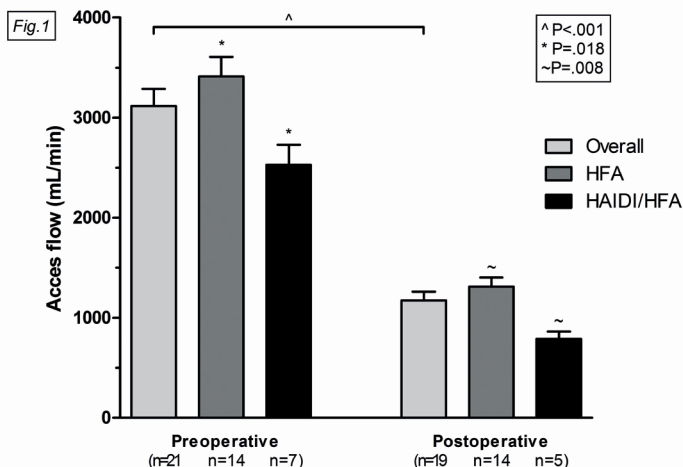 Fig.1
^ P<.001
* P=.018
~P=.008
Overall
HFA
HAIDI/HFA
Acces flow (mL/min)
4000
3000
2000
1000
0
^
*
*
~
~
Preoperative
(n=21 n=14 n=7)
Postoperative
(n=19 n=14 n=5)